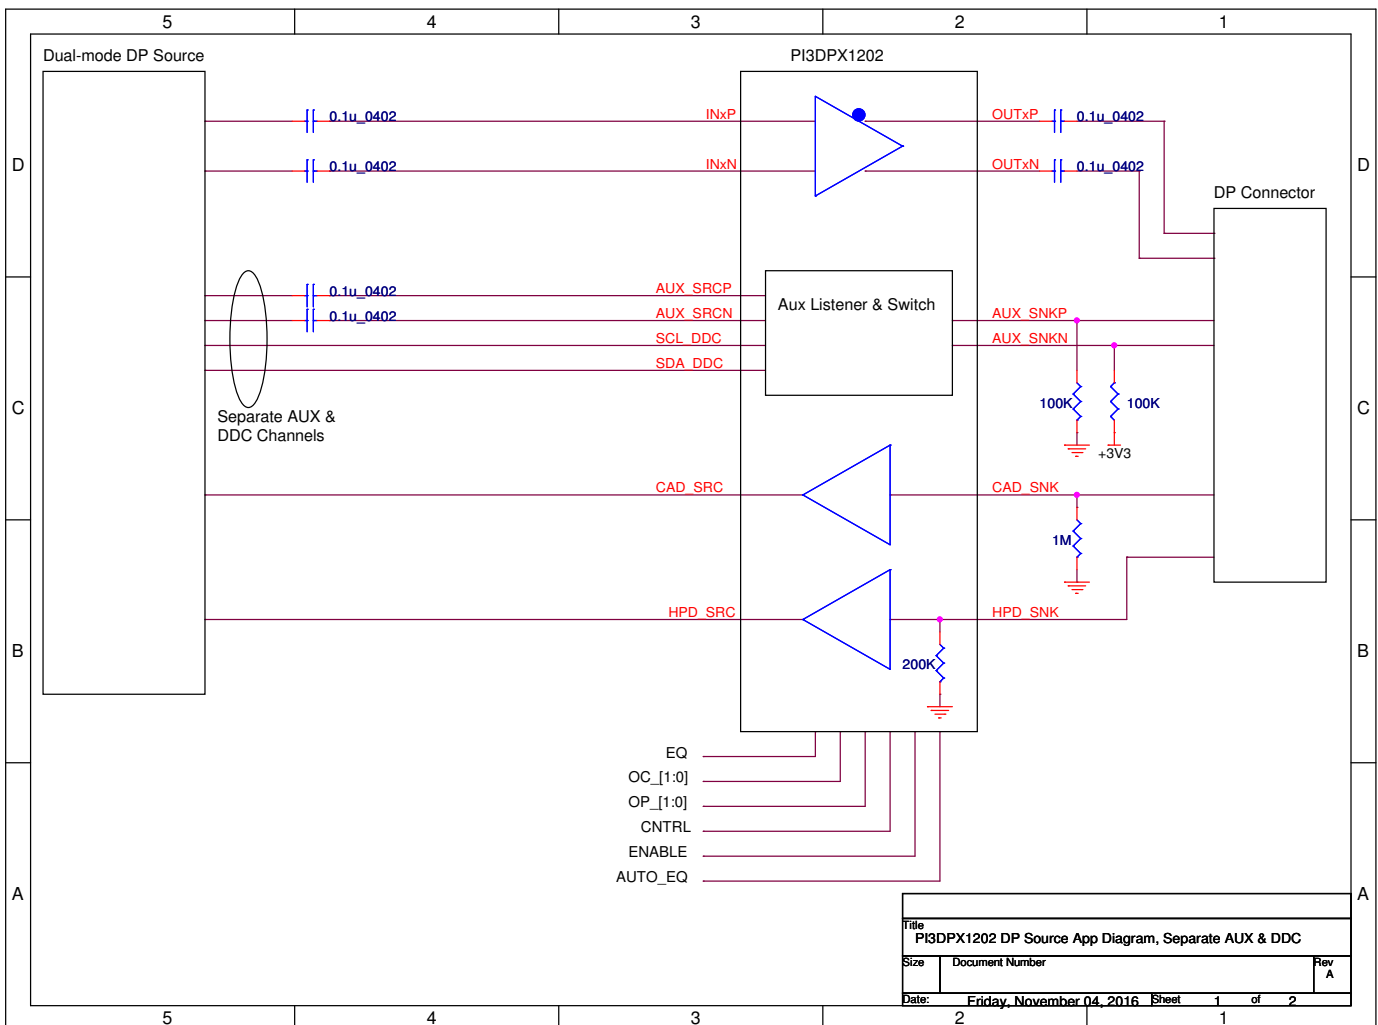 5 4 3 2 1
Dual-mode DP Source
PI3DPX1202
0.1u_0402 INxP OUTxP 0.1u_0402
D D
0.1u_0402 INxN OUTxN 0.1u_0402
DP Connector
0.1u_0402 AUX_SRCP
Aux Listener & Switch
0.1u_0402 AUX_SRCN AUX_SNKP
SCL_DDC AUX_SNKN
SDA_DDC
100K 100K
C C
Separate AUX &
DDC Channels
+3V3
CAD_SRC CAD_SNK
1M
HPD_SRC HPD_SNK
B B
200K
EQ
OC_[1:0]
OP_[1:0]
CNTRL
ENABLE
AUTO_EQ
A A
Title
PI3DPX1202 DP Source App Diagram, Separate AUX & DDC
Size Document Number Rev
A
Date: Friday, November 04, 2016 Sheet 1 of 2
5 4 3 2 1